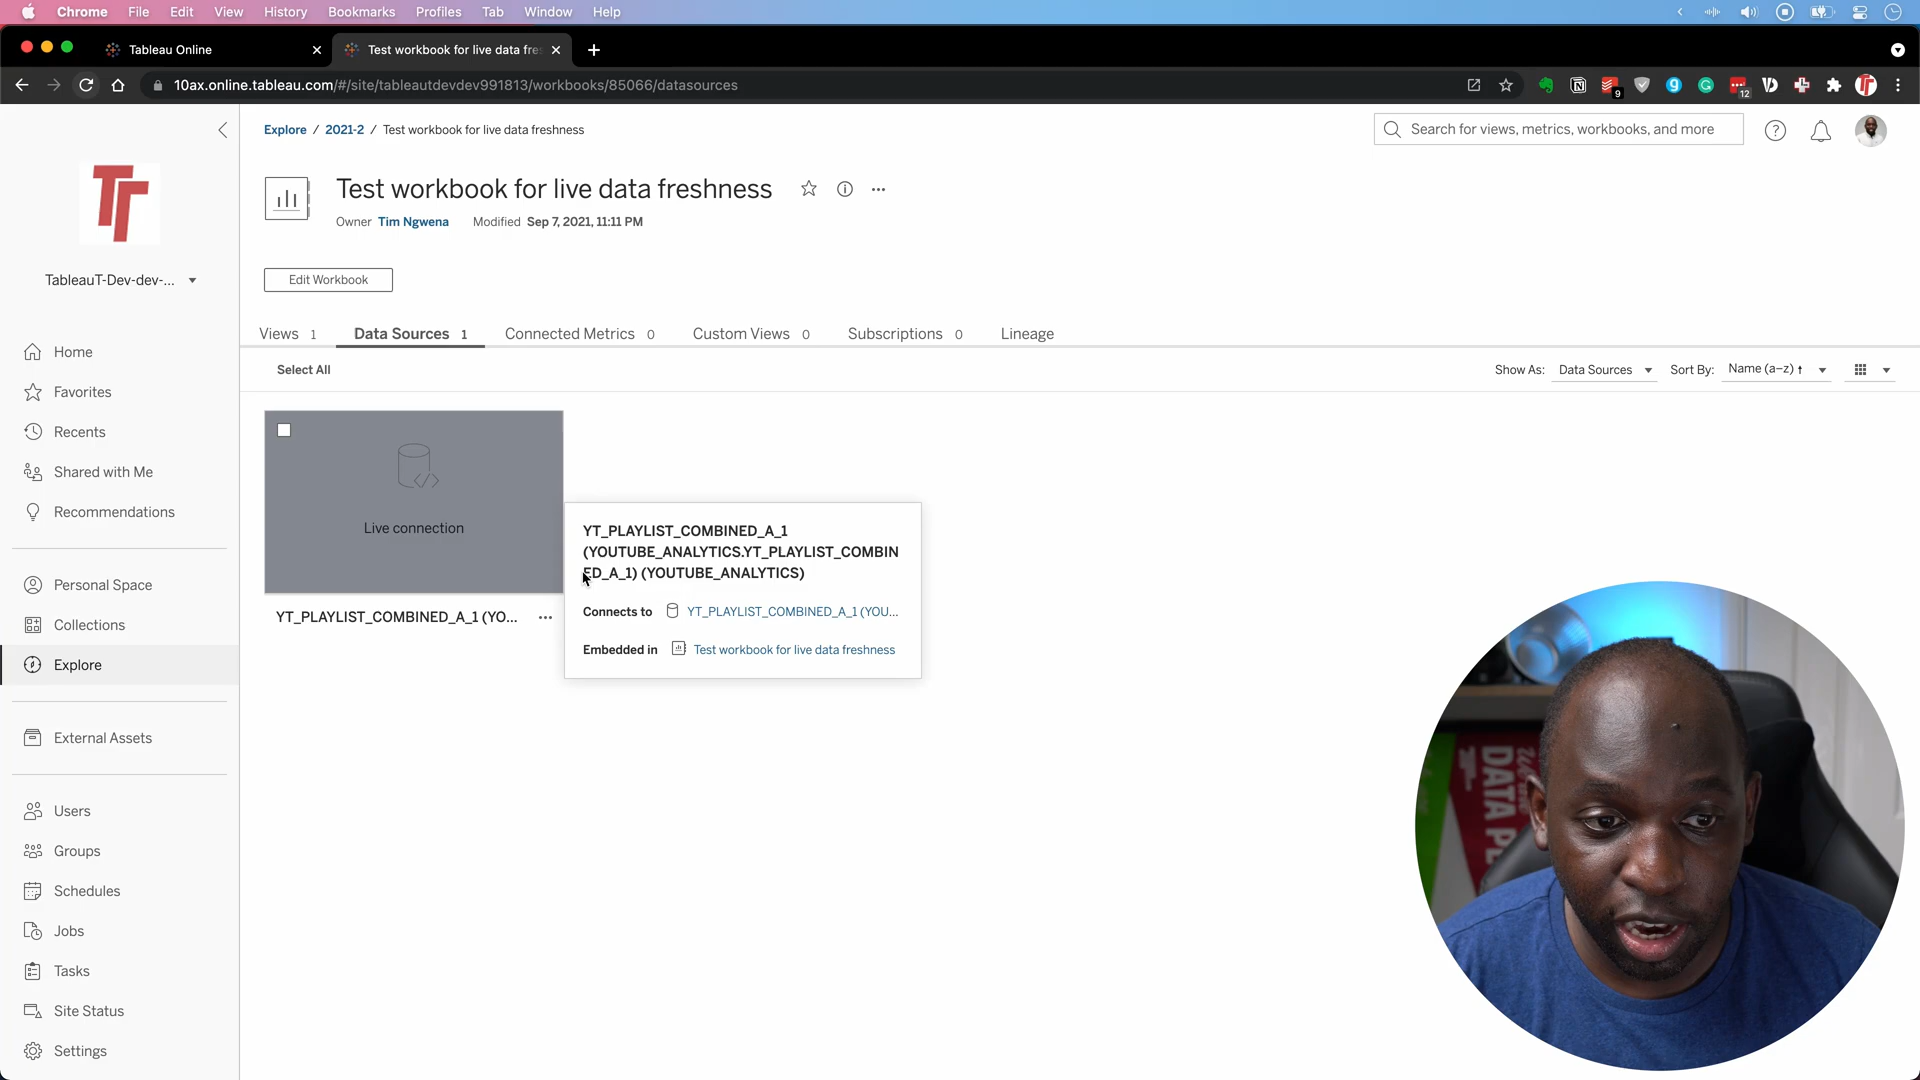 Chrome File Edit View History Bookmarks Profiles Tab Window Help
Tableau Online
Test workbook for live data fre
10ax.online.tableau.com/#/site/tableautdevdev991813/workbooks/85066/datasources
9
12
TT
TableauT-Dev-dev-...
Home
Favorites
Recents
Shared with Me
Recommendations
Personal Space
Collections
Explore
External Assets
Users
Groups
Schedules
Jobs
Tasks
Site Status
Settings
Explore / 2021-2 / Test workbook for live data freshness
Search for views, metrics, workbooks, and more
Test workbook for live data freshness
Owner Tim Ngwena Modified Sep 7, 2021, 11:11 PM
Edit Workbook
Views 1 Data Sources 1 Connected Metrics 0 Custom Views 0 Subscriptions 0 Lineage
Select All
Show As: Data Sources Sort By: Name (a–z) ↑
Live connection
YT_PLAYLIST_COMBINED_A_1 (YO...
YT_PLAYLIST_COMBINED_A_1
(YOUTUBE_ANALYTICS.YT_PLAYLIST_COMBIN
ED_A_1) (YOUTUBE_ANALYTICS)
Connects to YT_PLAYLIST_COMBINED_A_1 (YOU...
Embedded in Test workbook for live data freshness
DATA